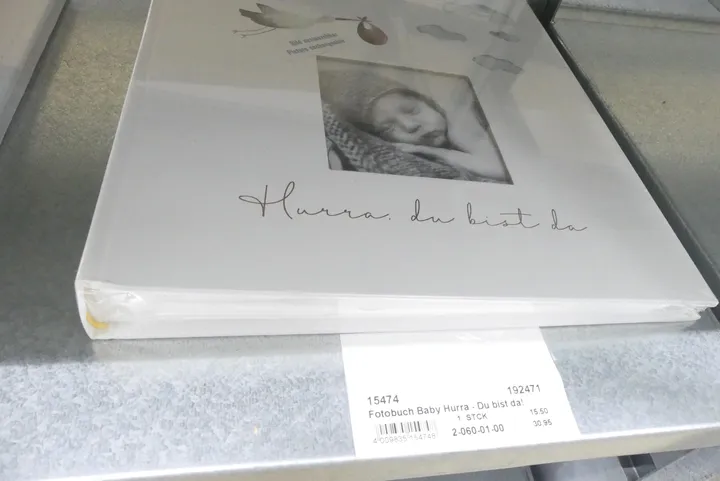 Hurra, du bist da
15474 192471
Fotobuch Baby Hurra - Du bist da!
1 STCK 15.50
2-060-01-00 30.95